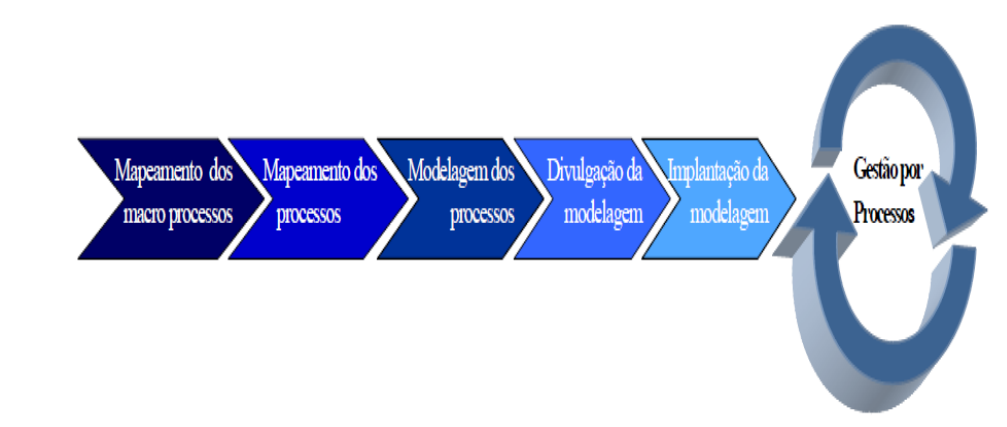 Mapeamento dos
macro processos
Mapeamento dos
processos
Modelagem dos
processos
Divulgação da
modelagem
Implantação da
modelagem
Gestão por
Processos